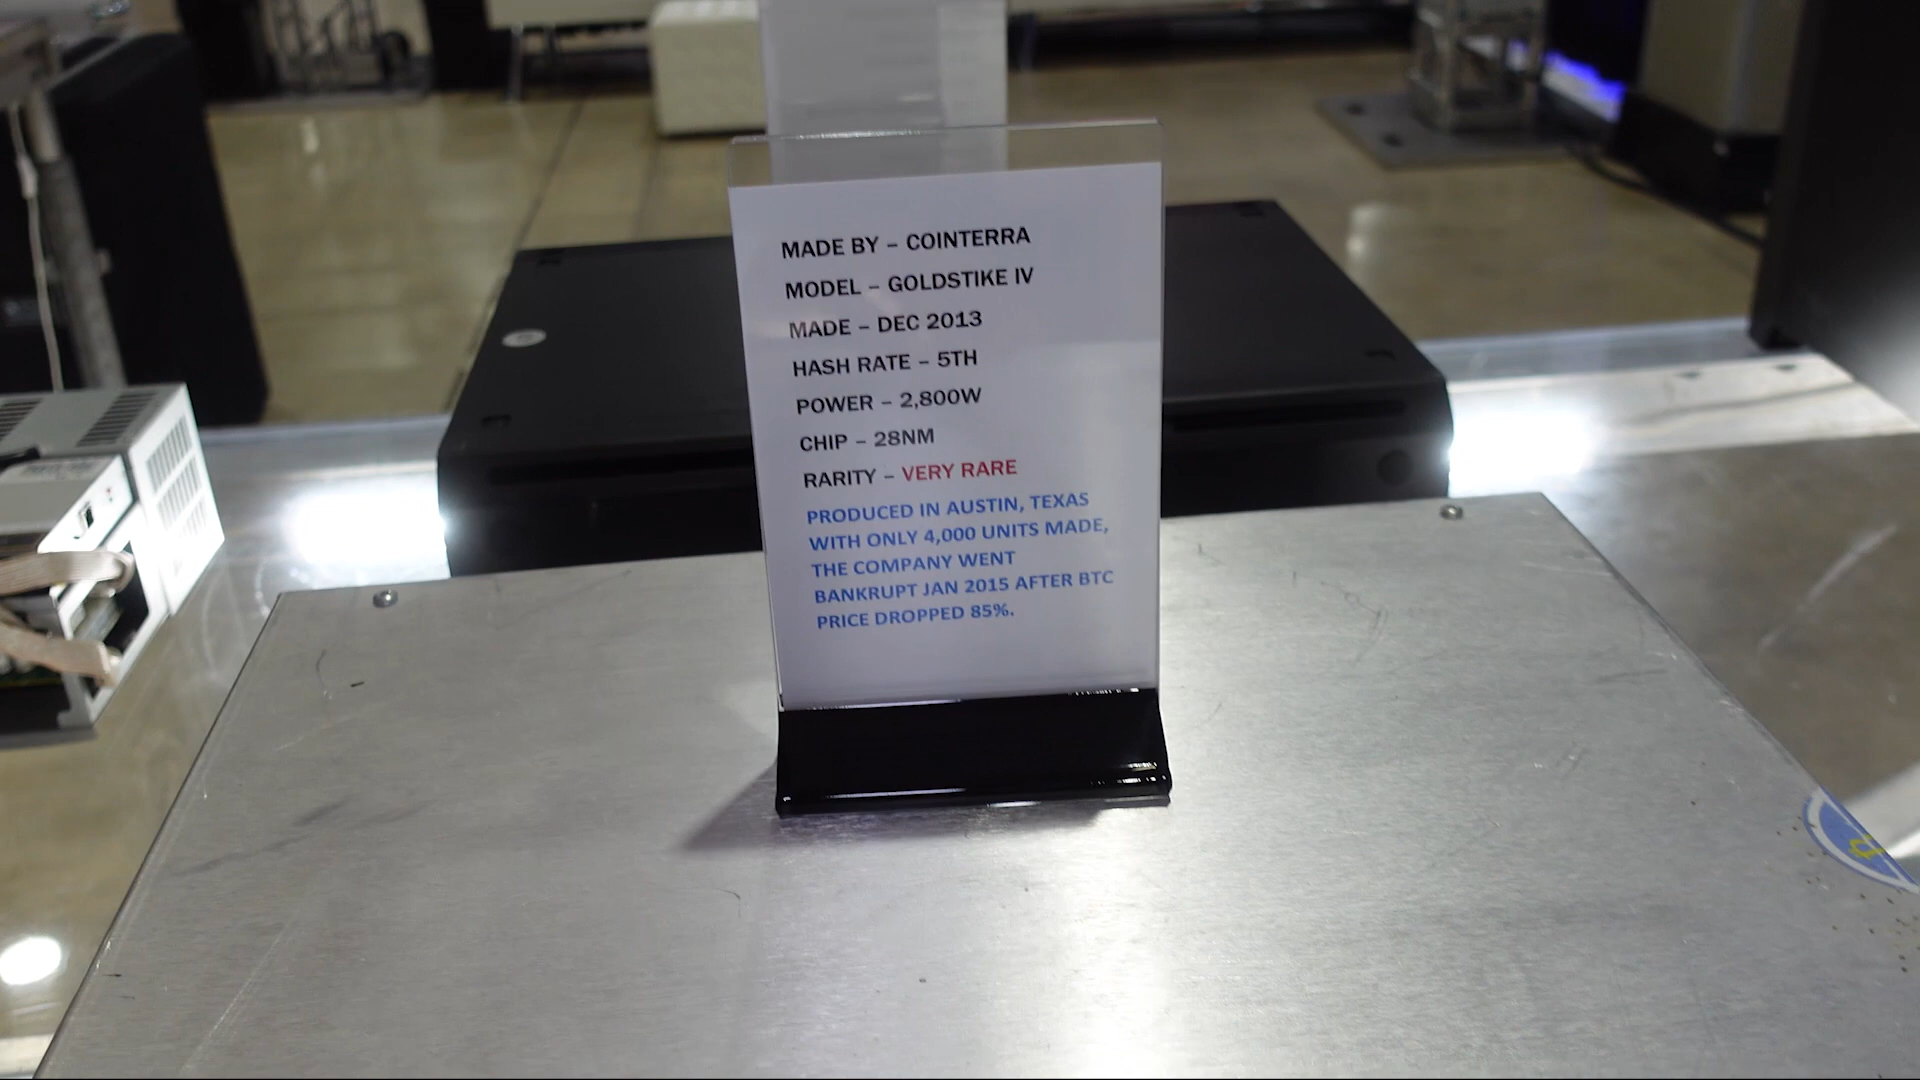 MADE BY – COINTERRA
MODEL – GOLDSTIKE IV
MADE – DEC 2013
HASH RATE – 5TH
POWER – 2,800W
CHIP – 28NM
RARITY – VERY RARE
PRODUCED IN AUSTIN, TEXAS
WITH ONLY 4,000 UNITS MADE,
THE COMPANY WENT
BANKRUPT JAN 2015 AFTER BTC
PRICE DROPPED 85%.